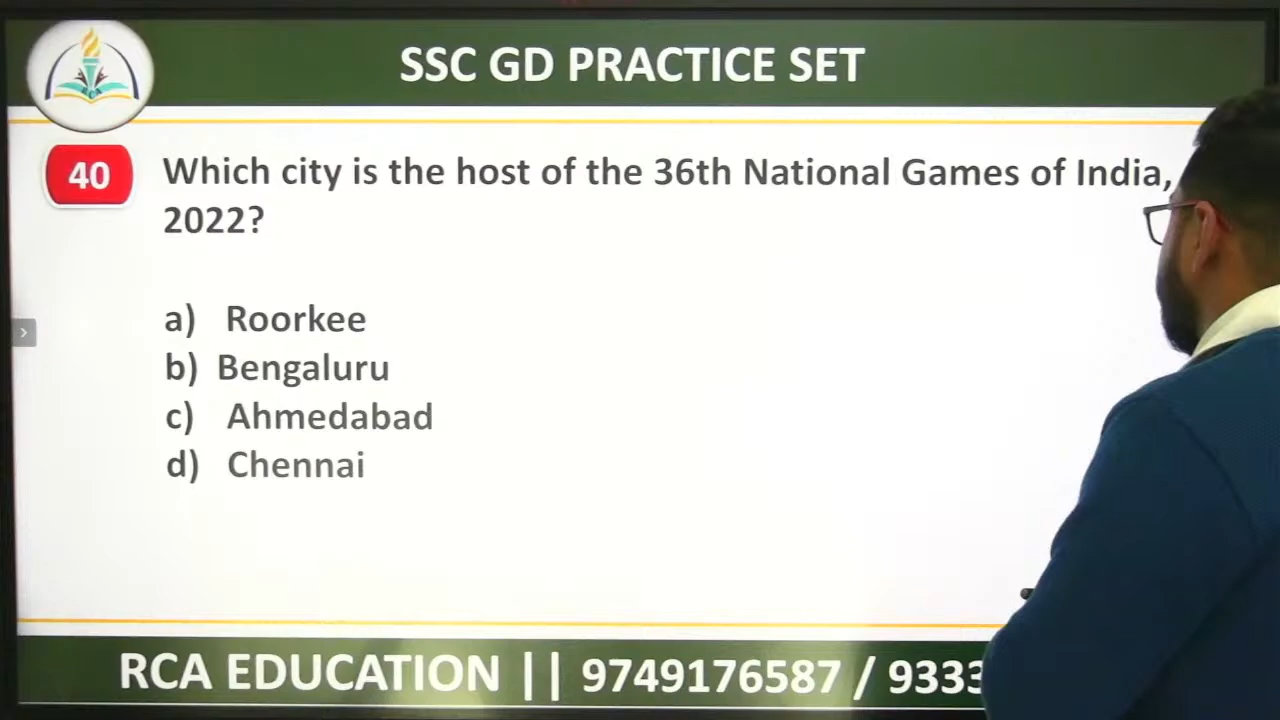 SSC GD PRACTICE SET
40 Which city is the host of the 36th National Games of India,
2022?
a) Roorkee
b) Bengaluru
c) Ahmedabad
d) Chennai
RCA EDUCATION || 9749176587 / 9333